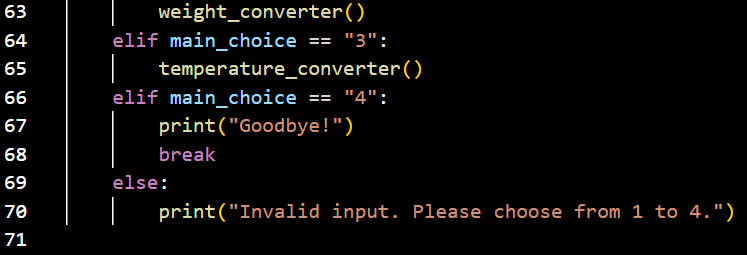 63 weight_converter()
64 elif main_choice == "3":
65 temperature_converter()
66 elif main_choice == "4":
67 print("Goodbye!")
68 break
69 else:
70 print("Invalid input. Please choose from 1 to 4.")
71